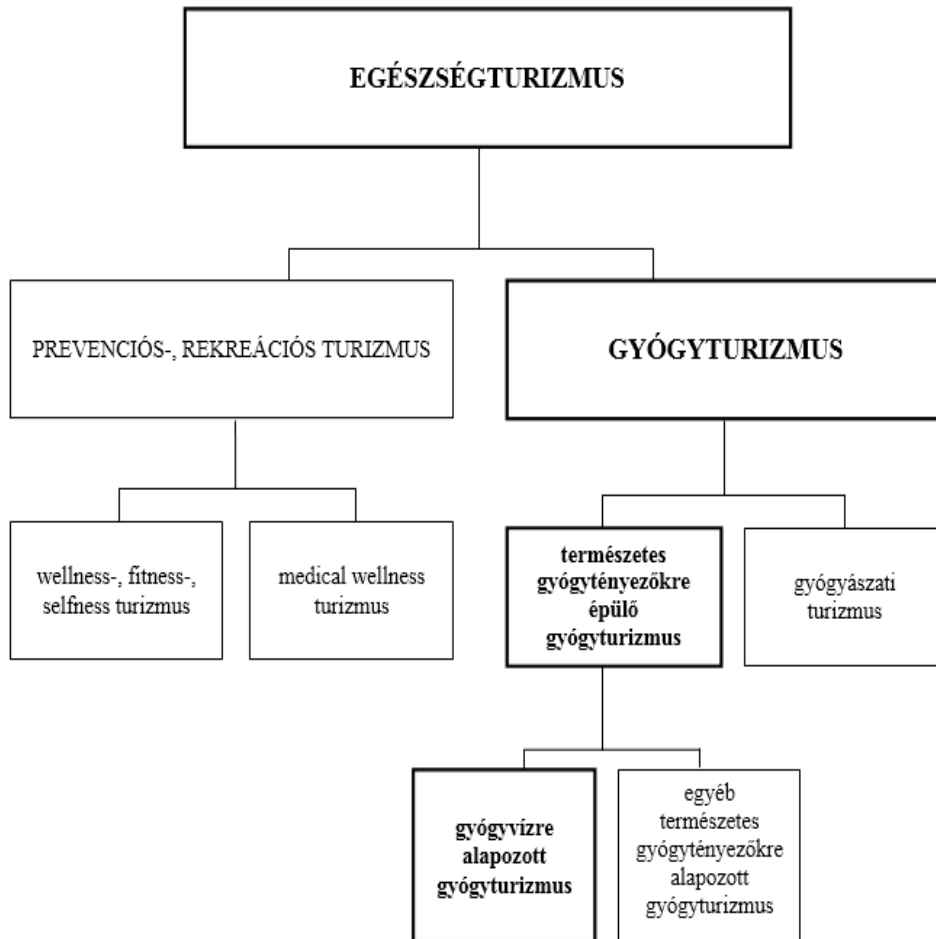 EGÉSZSÉGTURIZMUS
PREVENCIÓS-, REKREÁCIÓS TURIZMUS
GYÓGYTURIZMUS
wellness-, fitness-,
selfness turizmus
medical wellness
turizmus
természetes
gyógytényezőkre
épülő
gyógyturizmus
gyógyászati
turizmus
gyógyvízre
alapozott
gyógyturizmus
egyéb
természetes
gyógytényezőkre
alapozott
gyógyturizmus